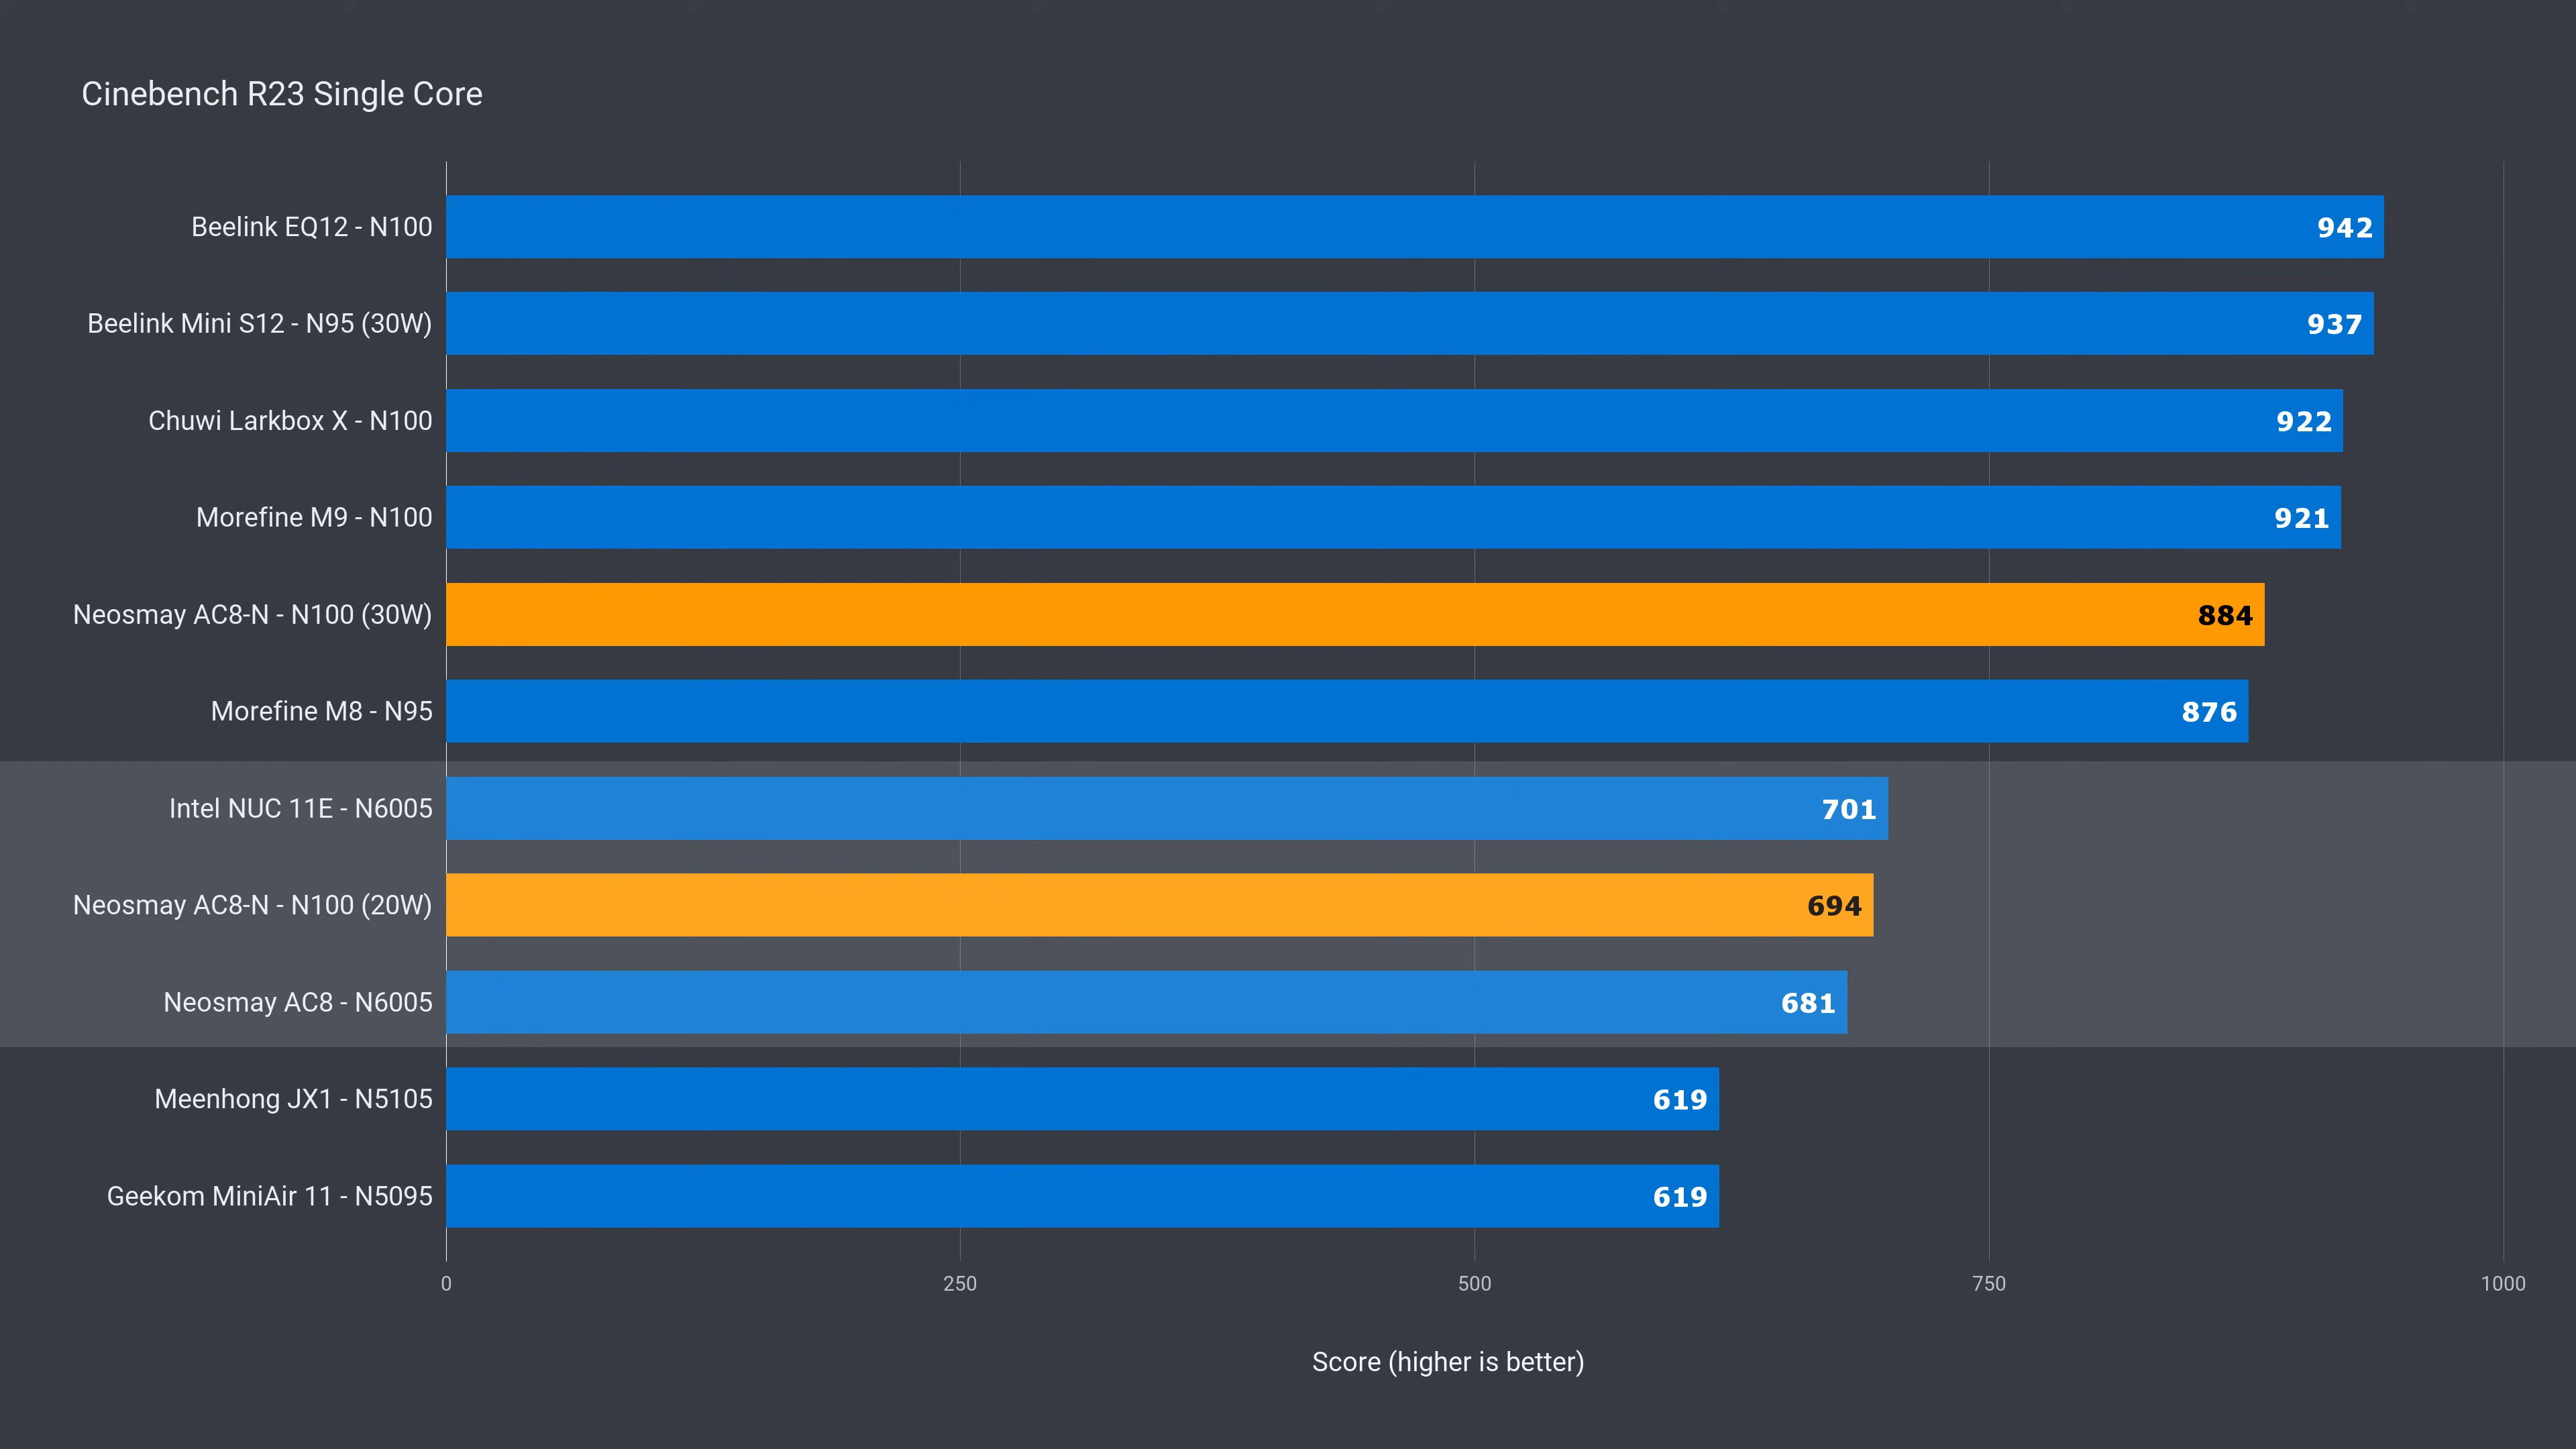 Cinebench R23 Single Core
Beelink EQ12 - N100 942
Beelink Mini S12 - N95 (30W) 937
Chuwi Larkbox X - N100 922
Morefine M9 - N100 921
Neosmay AC8-N - N100 (30W) 884
Morefine M8 - N95 876
Intel NUC 11E - N6005 701
Neosmay AC8-N - N100 (20W) 694
Neosmay AC8 - N6005 681
Meenhong JX1 - N5105 619
Geekom MiniAir 11 - N5095 619
0 250 500 750 1000
Score (higher is better)